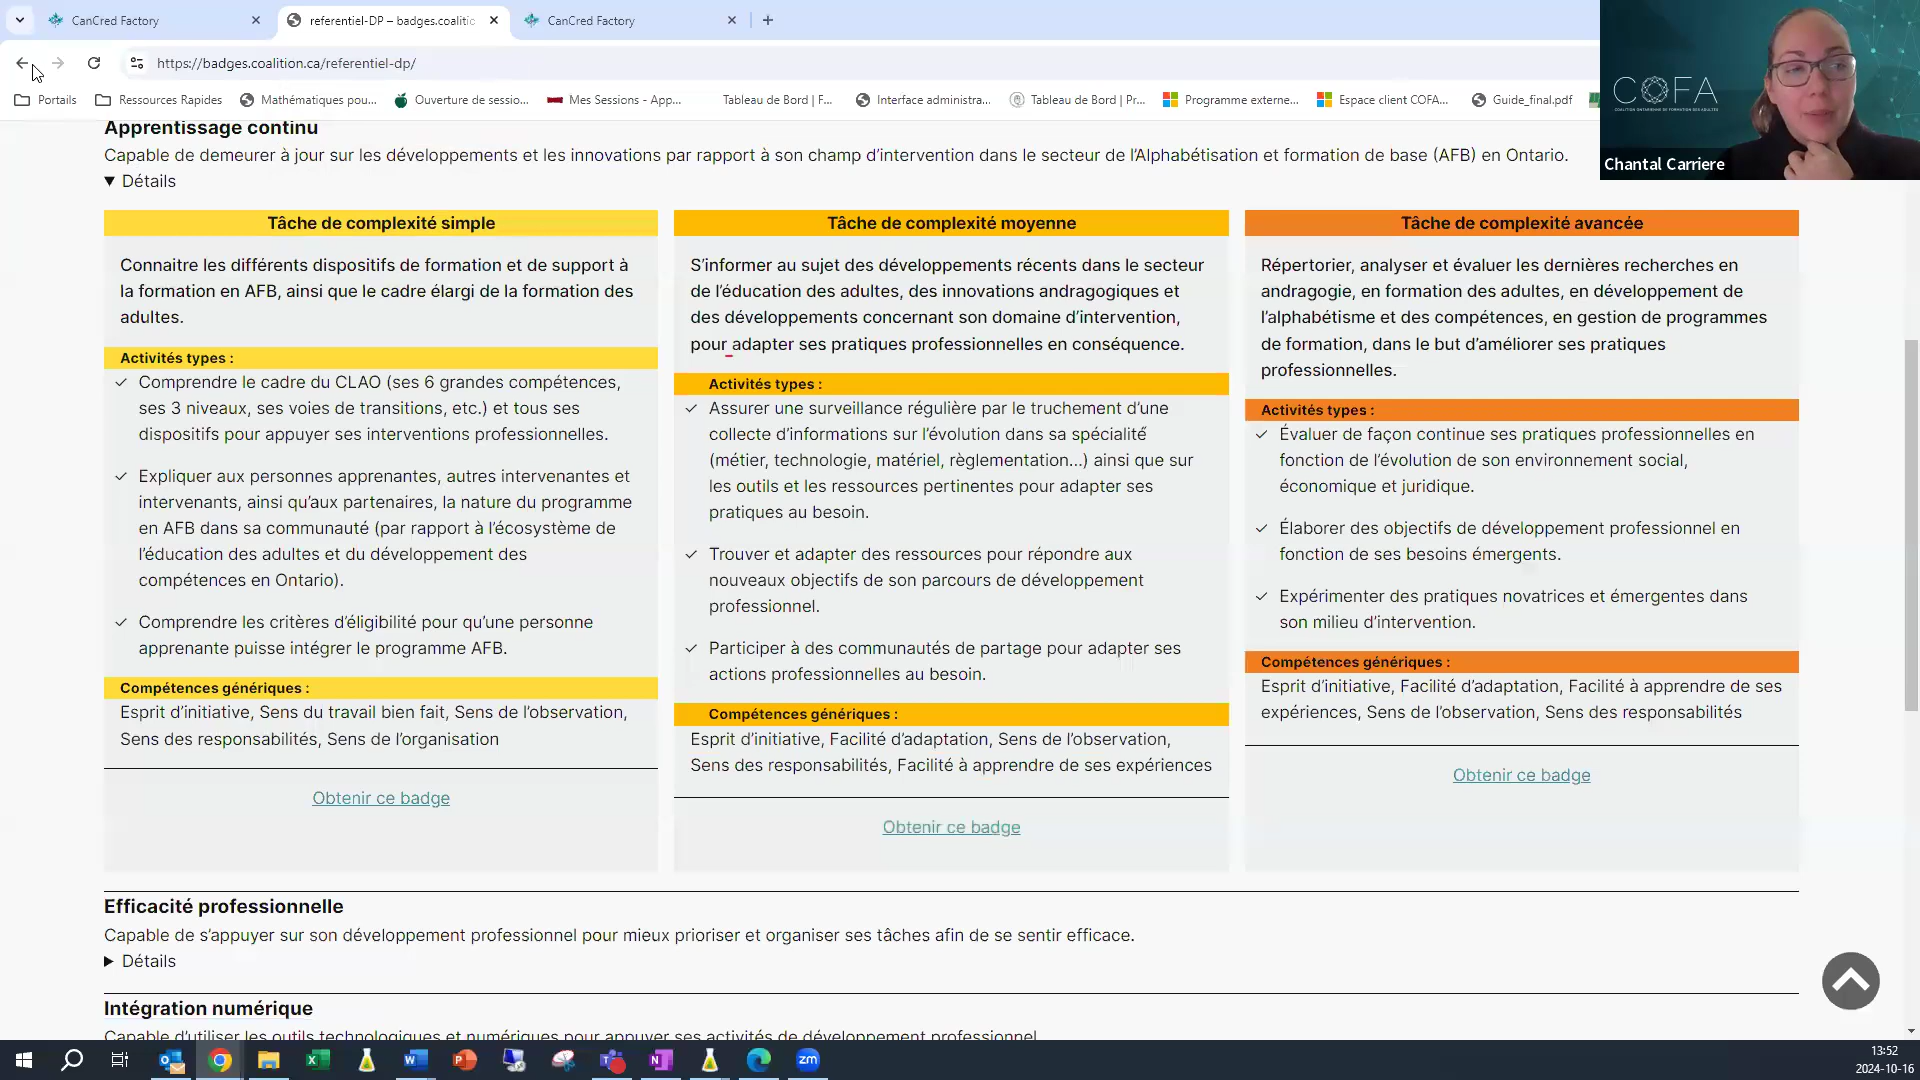 CanCred Factory
referentiel-DP – badges.coalitic
CanCred Factory
https://badges.coalition.ca/referentiel-dp/
Portails
Ressources Rapides
Mathématiques pou...
Ouverture de sessio...
Mes Sessions - App...
Tableau de Bord | F...
Interface administra...
Tableau de Bord | Pr...
Programme externe...
Espace client COFA...
Guide_final.pdf
COFA
COALITION ONTARIENNE DE FORMATION DES ADULTES
Chantal Carriere
Apprentissage continu
Capable de demeurer à jour sur les développements et les innovations par rapport à son champ d’intervention dans le secteur de l’Alphabétisation et formation de base (AFB) en Ontario.
▼ Détails
Tâche de complexité simple
Connaitre les différents dispositifs de formation et de support à
la formation en AFB, ainsi que le cadre élargi de la formation des
adultes.
Activités types :
Comprendre le cadre du CLAO (ses 6 grandes compétences,
ses 3 niveaux, ses voies de transitions, etc.) et tous ses
dispositifs pour appuyer ses interventions professionnelles.
Expliquer aux personnes apprenantes, autres intervenantes et
intervenants, ainsi qu’aux partenaires, la nature du programme
en AFB dans sa communauté (par rapport à l’écosystème de
l’éducation des adultes et du développement des
compétences en Ontario).
Comprendre les critères d’éligibilité pour qu’une personne
apprenante puisse intégrer le programme AFB.
Compétences génériques :
Esprit d’initiative, Sens du travail bien fait, Sens de l’observation,
Sens des responsabilités, Sens de l’organisation
Obtenir ce badge
Tâche de complexité moyenne
S’informer au sujet des développements récents dans le secteur
de l’éducation des adultes, des innovations andragogiques et
des développements concernant son domaine d’intervention,
pour adapter ses pratiques professionnelles en conséquence.
Activités types :
Assurer une surveillance régulière par le truchement d’une
collecte d’informations sur l’évolution dans sa spécialité
(métier, technologie, matériel, règlementation...) ainsi que sur
les outils et les ressources pertinentes pour adapter ses
pratiques au besoin.
Trouver et adapter des ressources pour répondre aux
nouveaux objectifs de son parcours de développement
professionnel.
Participer à des communautés de partage pour adapter ses
actions professionnelles au besoin.
Compétences génériques :
Esprit d’initiative, Facilité d’adaptation, Sens de l’observation,
Sens des responsabilités, Facilité à apprendre de ses expériences
Obtenir ce badge
Tâche de complexité avancée
Répertorier, analyser et évaluer les dernières recherches en
andragogie, en formation des adultes, en développement de
l’alphabétisme et des compétences, en gestion de programmes
de formation, dans le but d’améliorer ses pratiques
professionnelles.
Activités types :
Évaluer de façon continue ses pratiques professionnelles en
fonction de l’évolution de son environnement social,
économique et juridique.
Élaborer des objectifs de développement professionnel en
fonction de ses besoins émergents.
Expérimenter des pratiques novatrices et émergentes dans
son milieu d’intervention.
Compétences génériques :
Esprit d’initiative, Facilité d’adaptation, Facilité à apprendre de ses
expériences, Sens de l’observation, Sens des responsabilités
Obtenir ce badge
Efficacité professionnelle
Capable de s’appuyer sur son développement professionnel pour mieux prioriser et organiser ses tâches afin de se sentir efficace.
▶ Détails
Intégration numérique
Capable d’utiliser les outils technologiques et numériques pour appuyer ses activités de développement professionnel
zm
13:52
2024-10-16